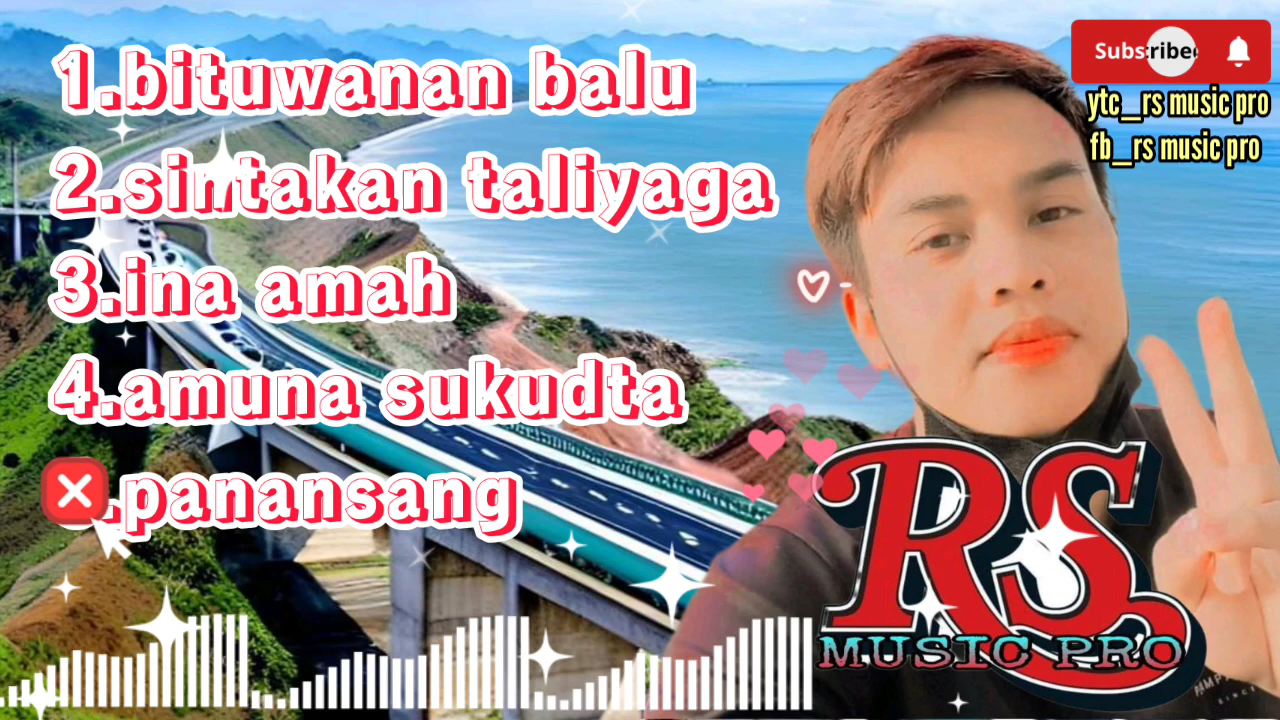 1.bituwanan balu
2.sintakan taliyaga
3.ina amah
4.amuna sukudta
.panansang
Subscribe
ytc_rs music pro
fb_rs music pro
RS
MUSIC PRO